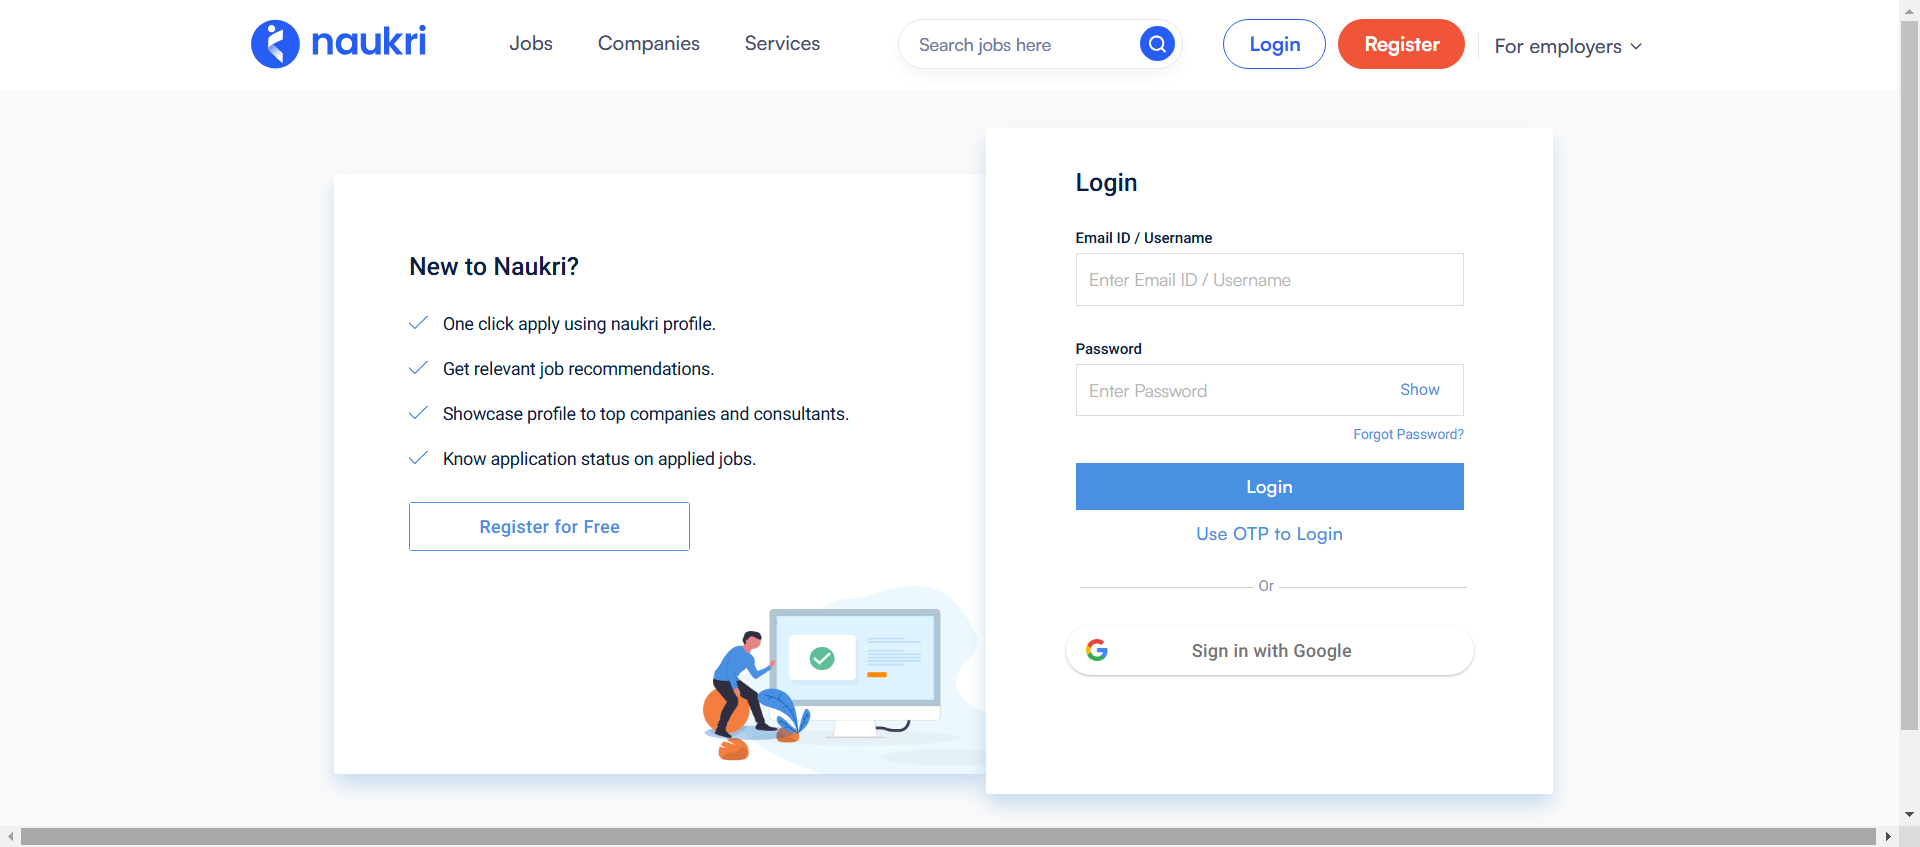 naukri
Jobs
Companies
Services
Search jobs here
Login
Register
For employers
New to Naukri?
One click apply using naukri profile.
Get relevant job recommendations.
Showcase profile to top companies and consultants.
Know application status on applied jobs.
Register for Free
Login
Email ID / Username
Enter Email ID / Username
Password
Enter Password
Show
Forgot Password?
Login
Use OTP to Login
Or
Sign in with Google